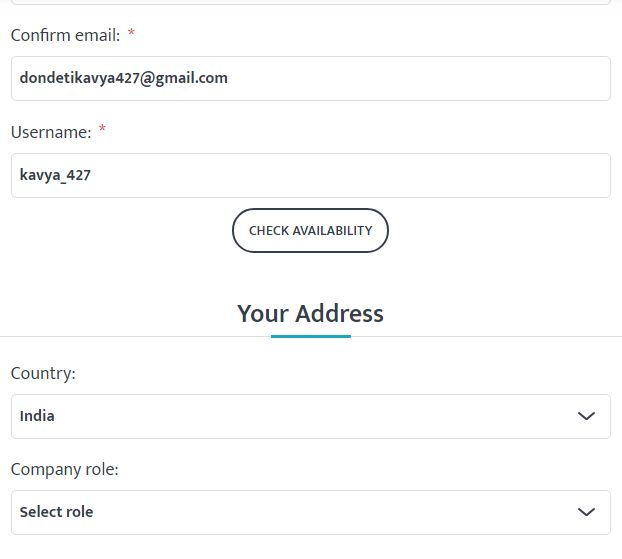 Confirm email: *
dondetikavya427@gmail.com
Username: *
kavya_427
CHECK AVAILABILITY
Your Address
Country:
India
Company role:
Select role